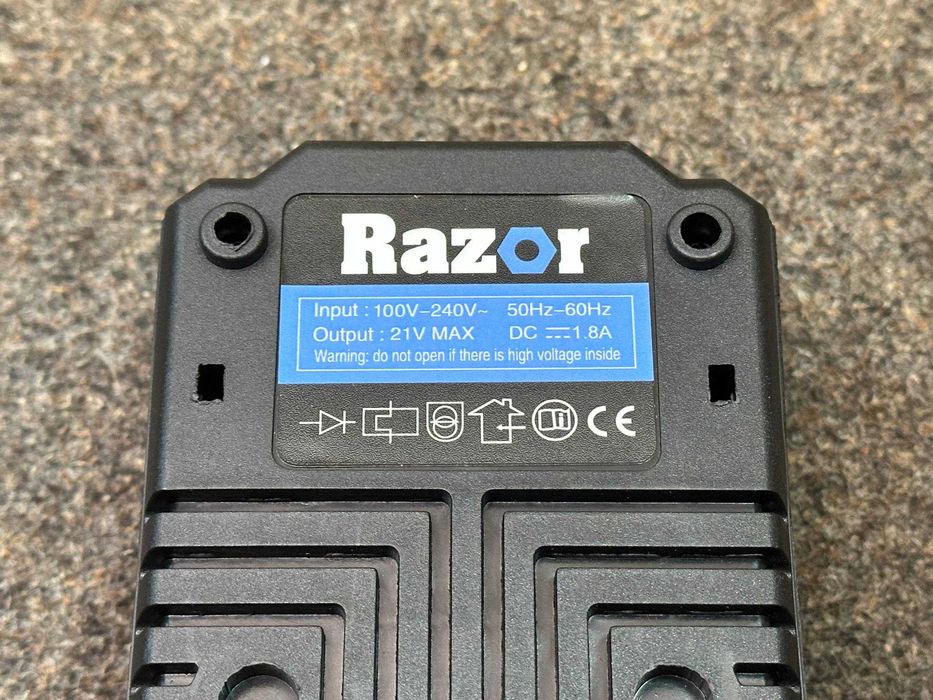 Razor
Input : 100V–240V~ 50Hz–60Hz
Output : 21V MAX DC ⎓1.8A
Warning: do not open if there is high voltage inside
CE